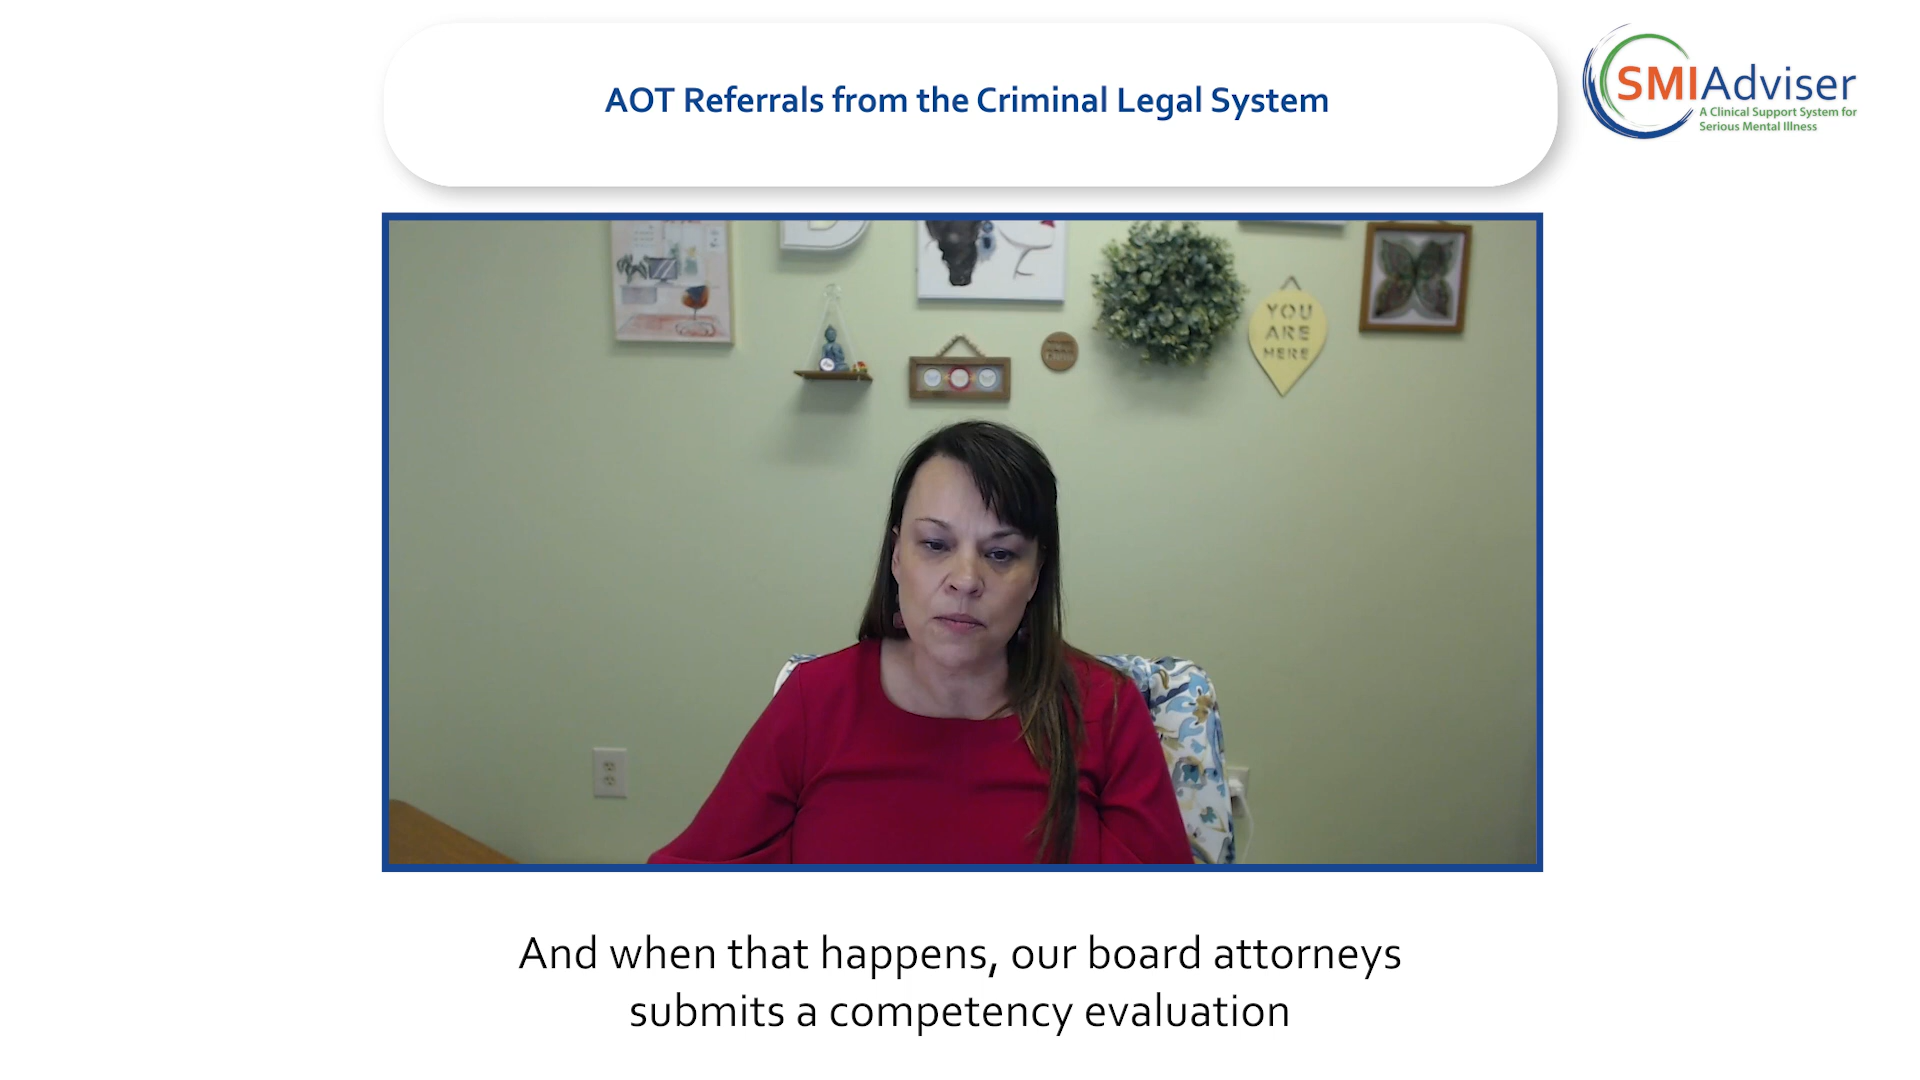 AOT Referrals from the Criminal Legal System
SMIAdviser
A Clinical Support System for
Serious Mental Illness
YOU
ARE
HERE
And when that happens, our board attorneys
submits a competency evaluation